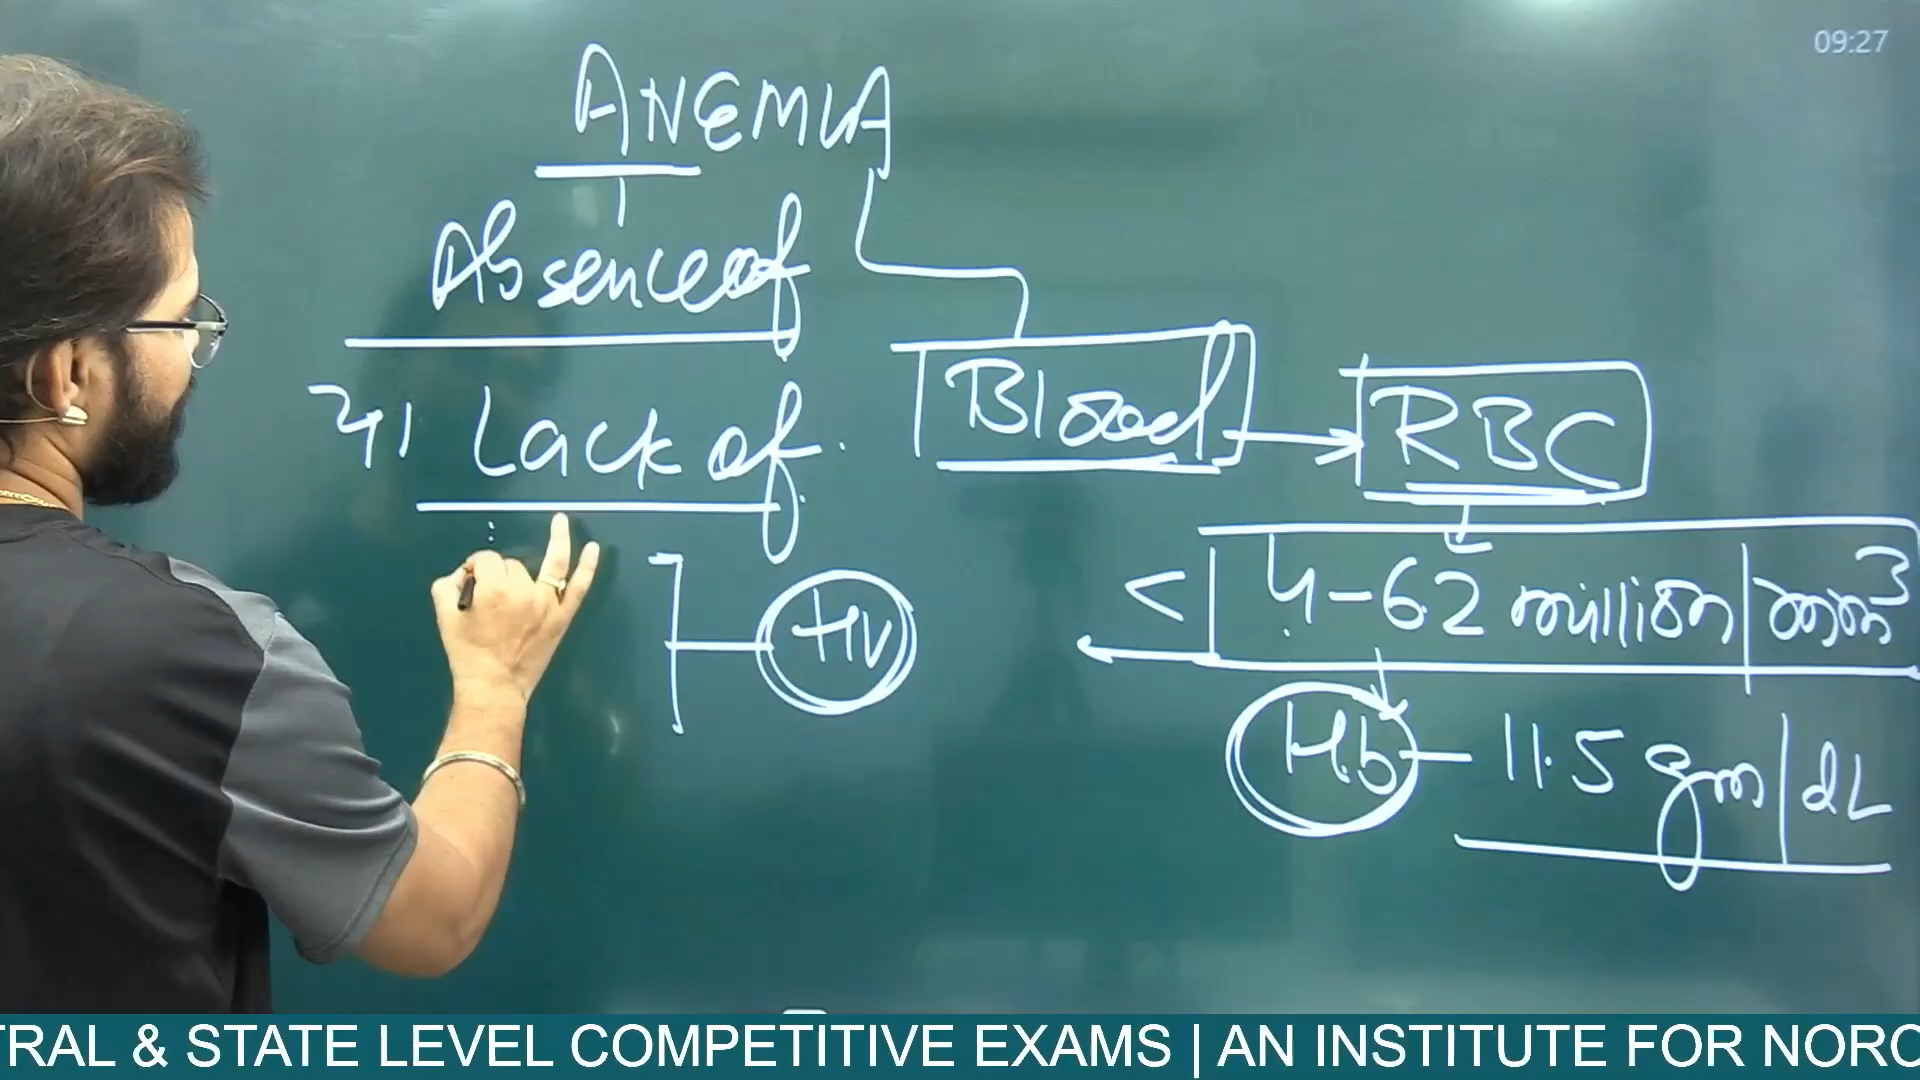 09:27
ANEMIA
Absence of
या Lack of
Blood
RBC
< 4-6.2 million/mm³
HV
H.b - 11.5 gm/dL
TRAL & STATE LEVEL COMPETITIVE EXAMS | AN INSTITUTE FOR NORC